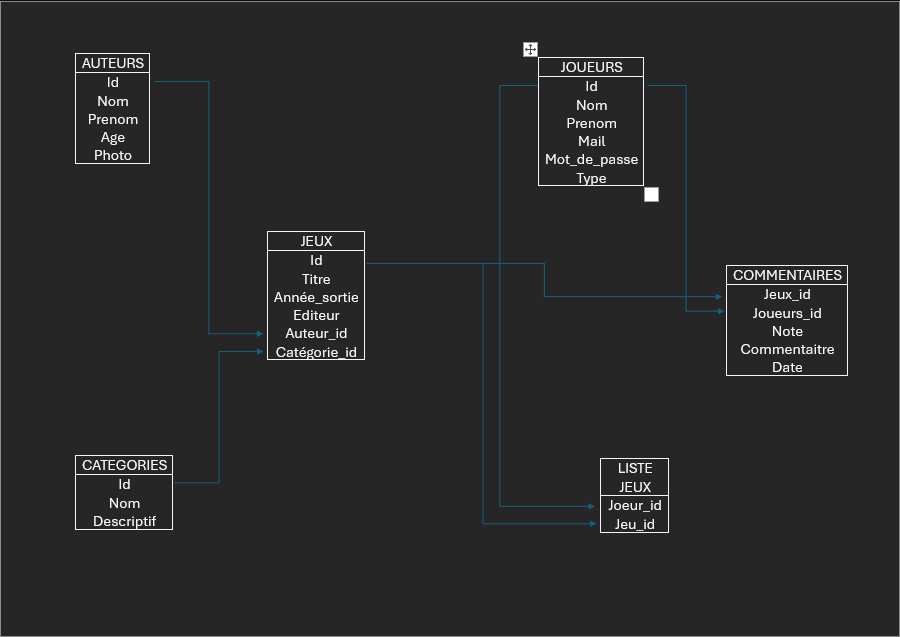 AUTEURS
Id
Nom
Prenom
Age
Photo
JOUEURS
Id
Nom
Prenom
Mail
Mot_de_passe
Type
JEUX
Id
Titre
Année_sortie
Editeur
Auteur_id
Catégorie_id
COMMENTAIRES
Jeux_id
Joueurs_id
Note
Commentaitre
Date
CATEGORIES
Id
Nom
Descriptif
LISTE
JEUX
Joeur_id
Jeu_id